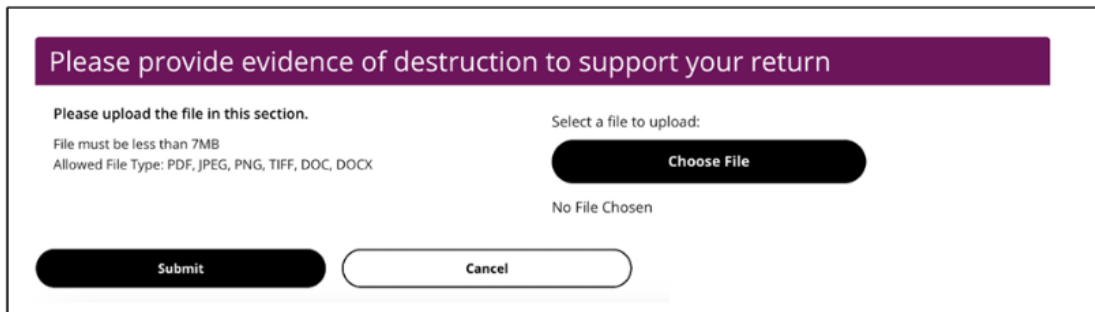 Please provide evidence of destruction to support your return
Please upload the file in this section.
File must be less than 7MB
Allowed File Type: PDF, JPEG, PNG, TIFF, DOC, DOCX
Select a file to upload:
Choose File
No File Chosen
Submit
Cancel